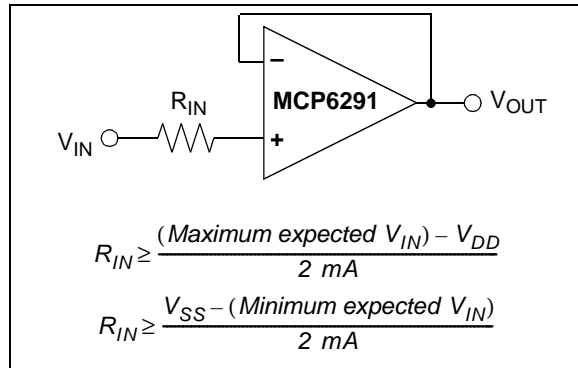 −
MCP6291
R_IN
V_OUT
V_IN
+
R_IN ≥ (Maximum expected V_IN) – V_DD / 2 mA
R_IN ≥ V_SS – (Minimum expected V_IN) / 2 mA